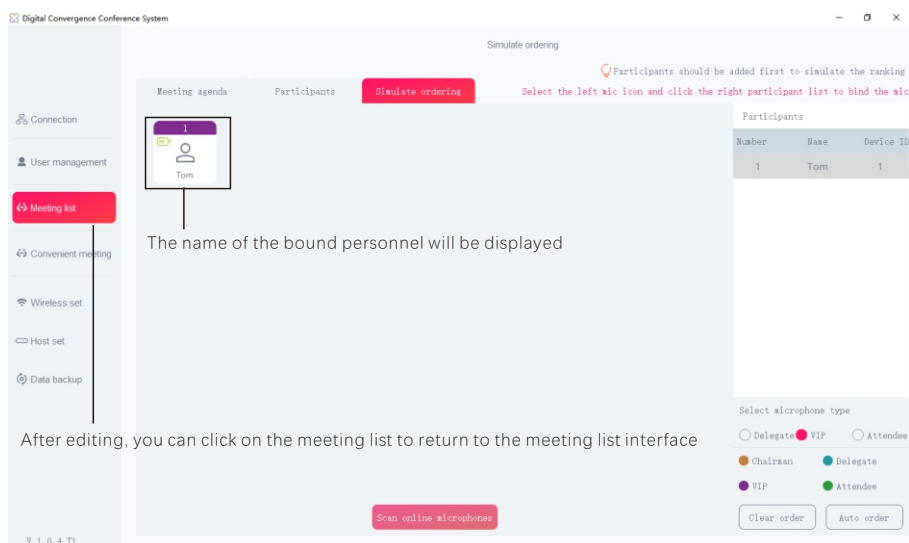 Digital Convergence Conference System
Simulate ordering
Participants should be added first to simulate the ranking
Meeting agenda Participants Simulate ordering Select the left mic icon and click the right participant list to bind the mic
Connection
User management
Meeting list
Convenient meeting
Wireless set
Host set
Data backup
1
Tom
The name of the bound personnel will be displayed
After editing, you can click on the meeting list to return to the meeting list interface
Scan online microphones
Participants
Number Name Device ID
1 Tom 1
Select microphone type
Delegate VIP Attendee
Chairman Delegate
VIP Attendee
Clear order Auto order
V 1.0.4 T1